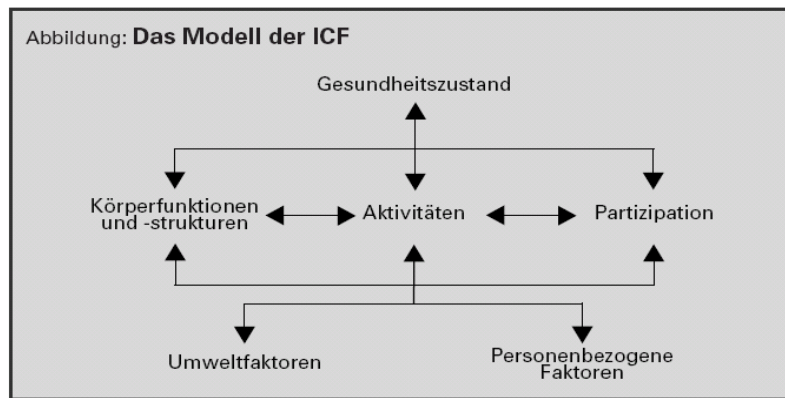 Abbildung: Das Modell der ICF
Gesundheitszustand
Körperfunktionen
und -strukturen
Aktivitäten
Partizipation
Umweltfaktoren
Personenbezogene
Faktoren